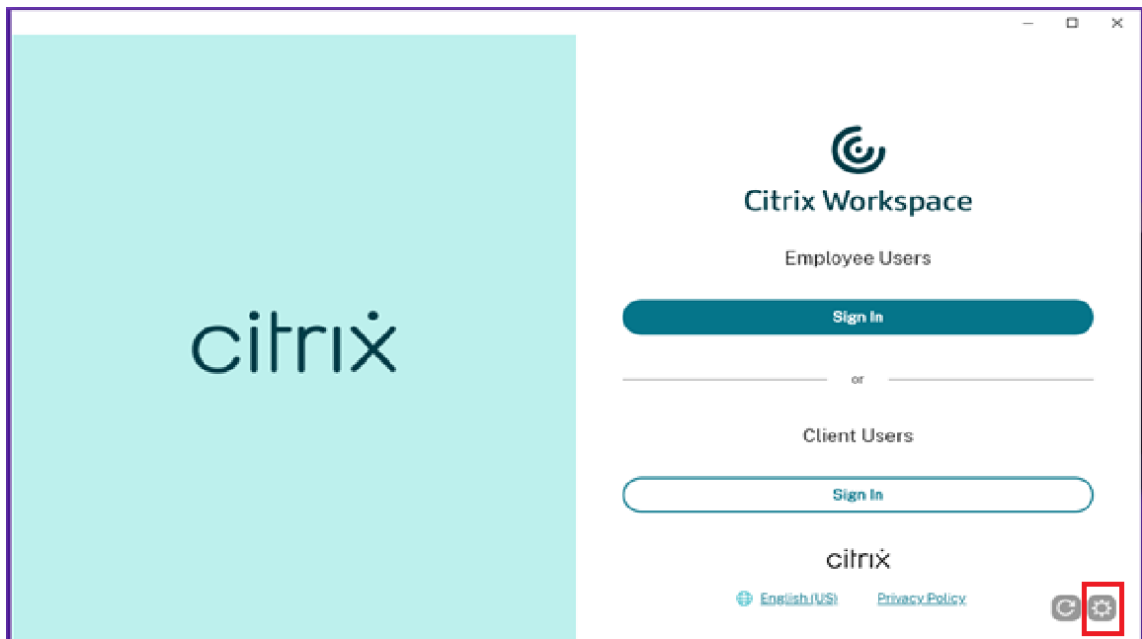 citrix
Citrix Workspace
Employee Users
Sign In
or
Client Users
Sign In
citrix
English (US) Privacy Policy